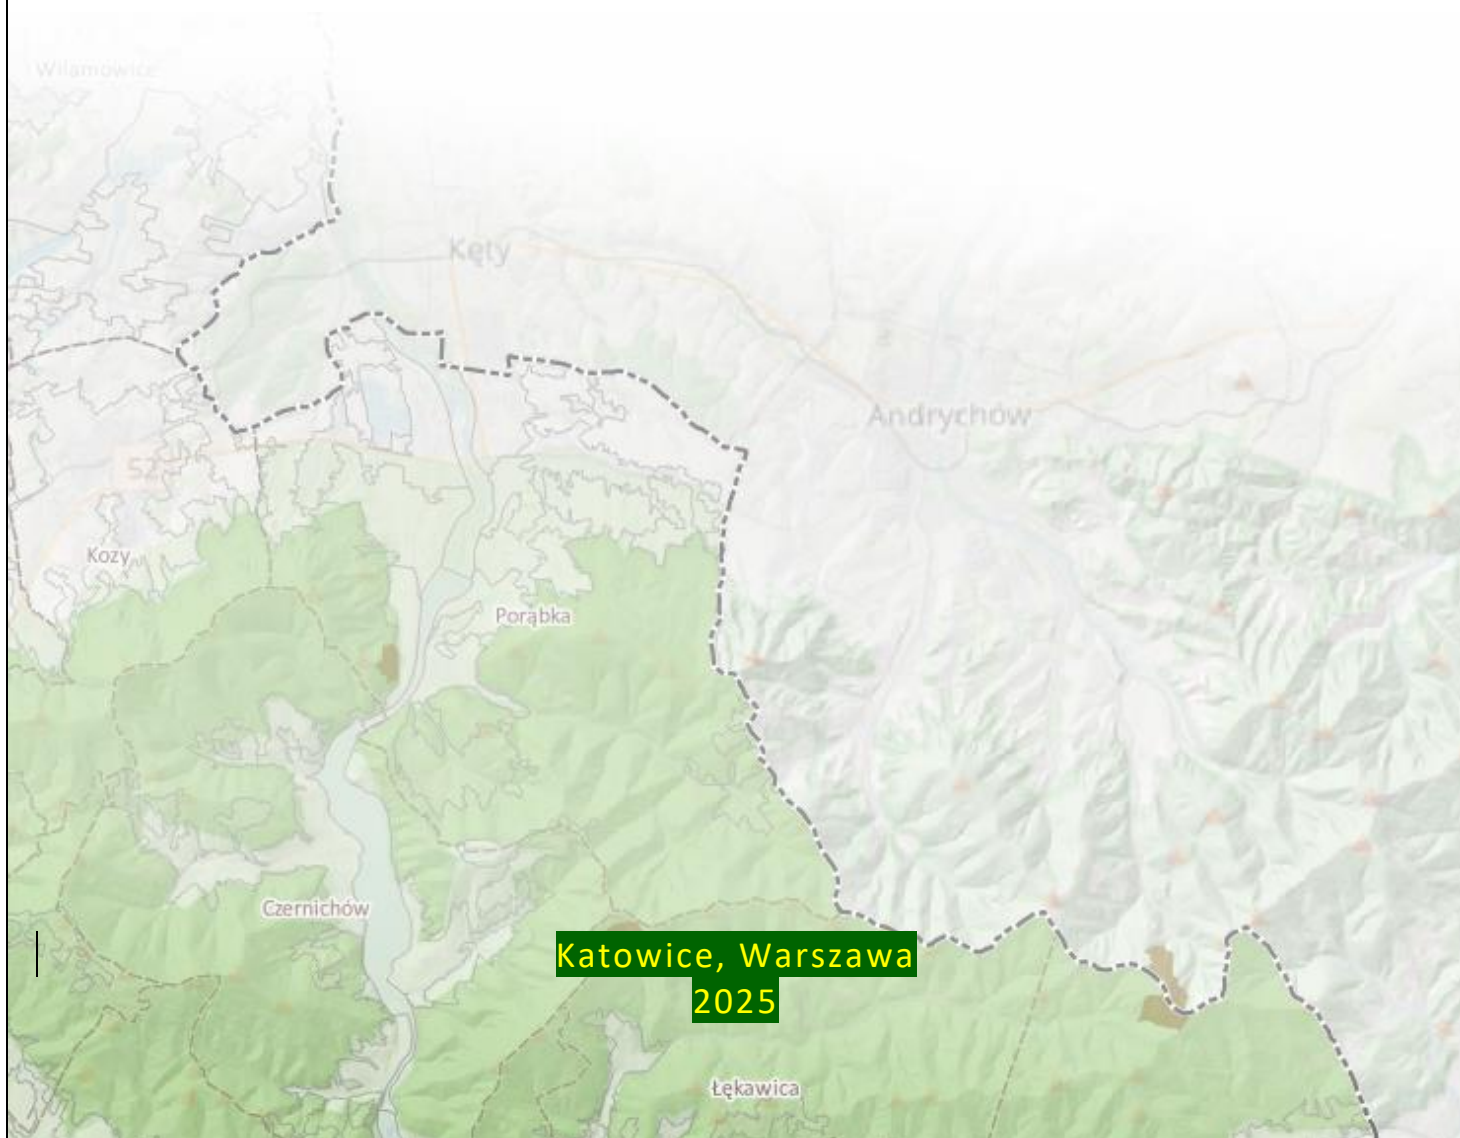 Wilamowice
Kęty
Andrychów
52
Kozy
Porąbka
Czernichów
Katowice, Warszawa
2025
Łękawica